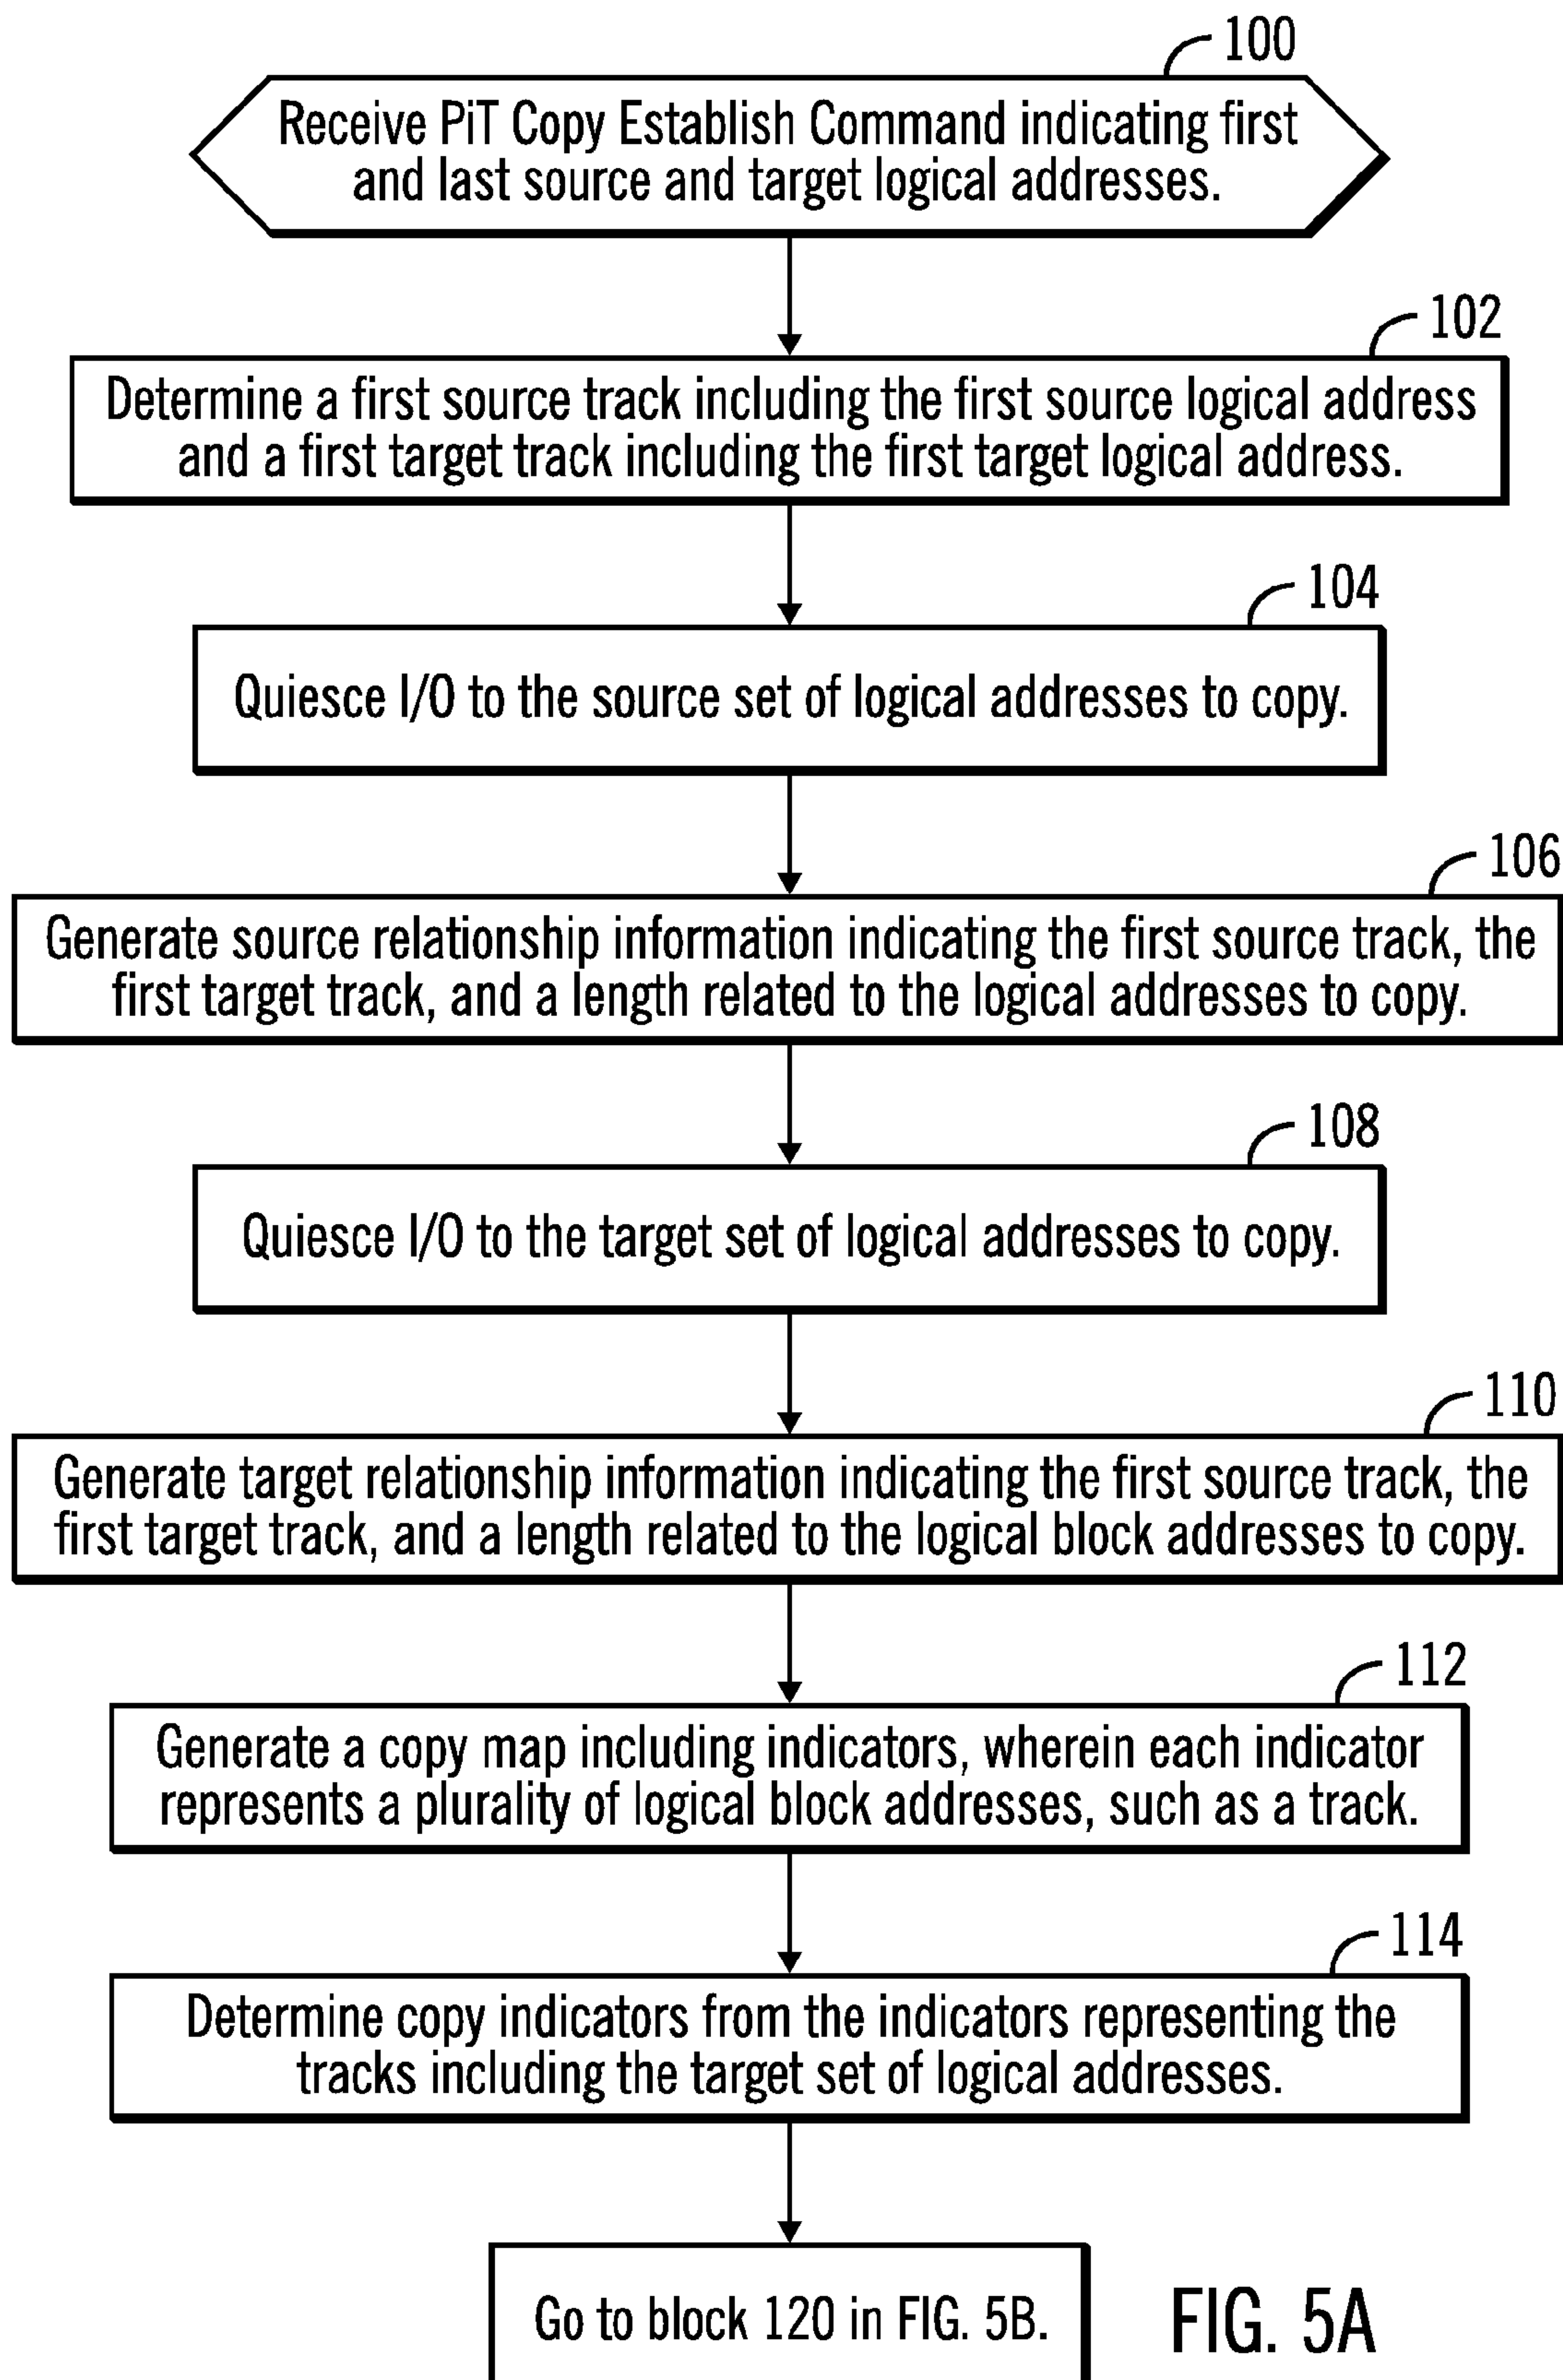 100
Receive PiT Copy Establish Command indicating first
and last source and target logical addresses.
102
Determine a first source track including the first source logical address
and a first target track including the first target logical address.
104
Quiesce I/O to the source set of logical addresses to copy.
106
Generate source relationship information indicating the first source track, the
first target track, and a length related to the logical addresses to copy.
108
Quiesce I/O to the target set of logical addresses to copy.
110
Generate target relationship information indicating the first source track, the
first target track, and a length related to the logical block addresses to copy.
112
Generate a copy map including indicators, wherein each indicator
represents a plurality of logical block addresses, such as a track.
114
Determine copy indicators from the indicators representing the
tracks including the target set of logical addresses.
Go to block 120 in FIG. 5B.
FIG. 5A